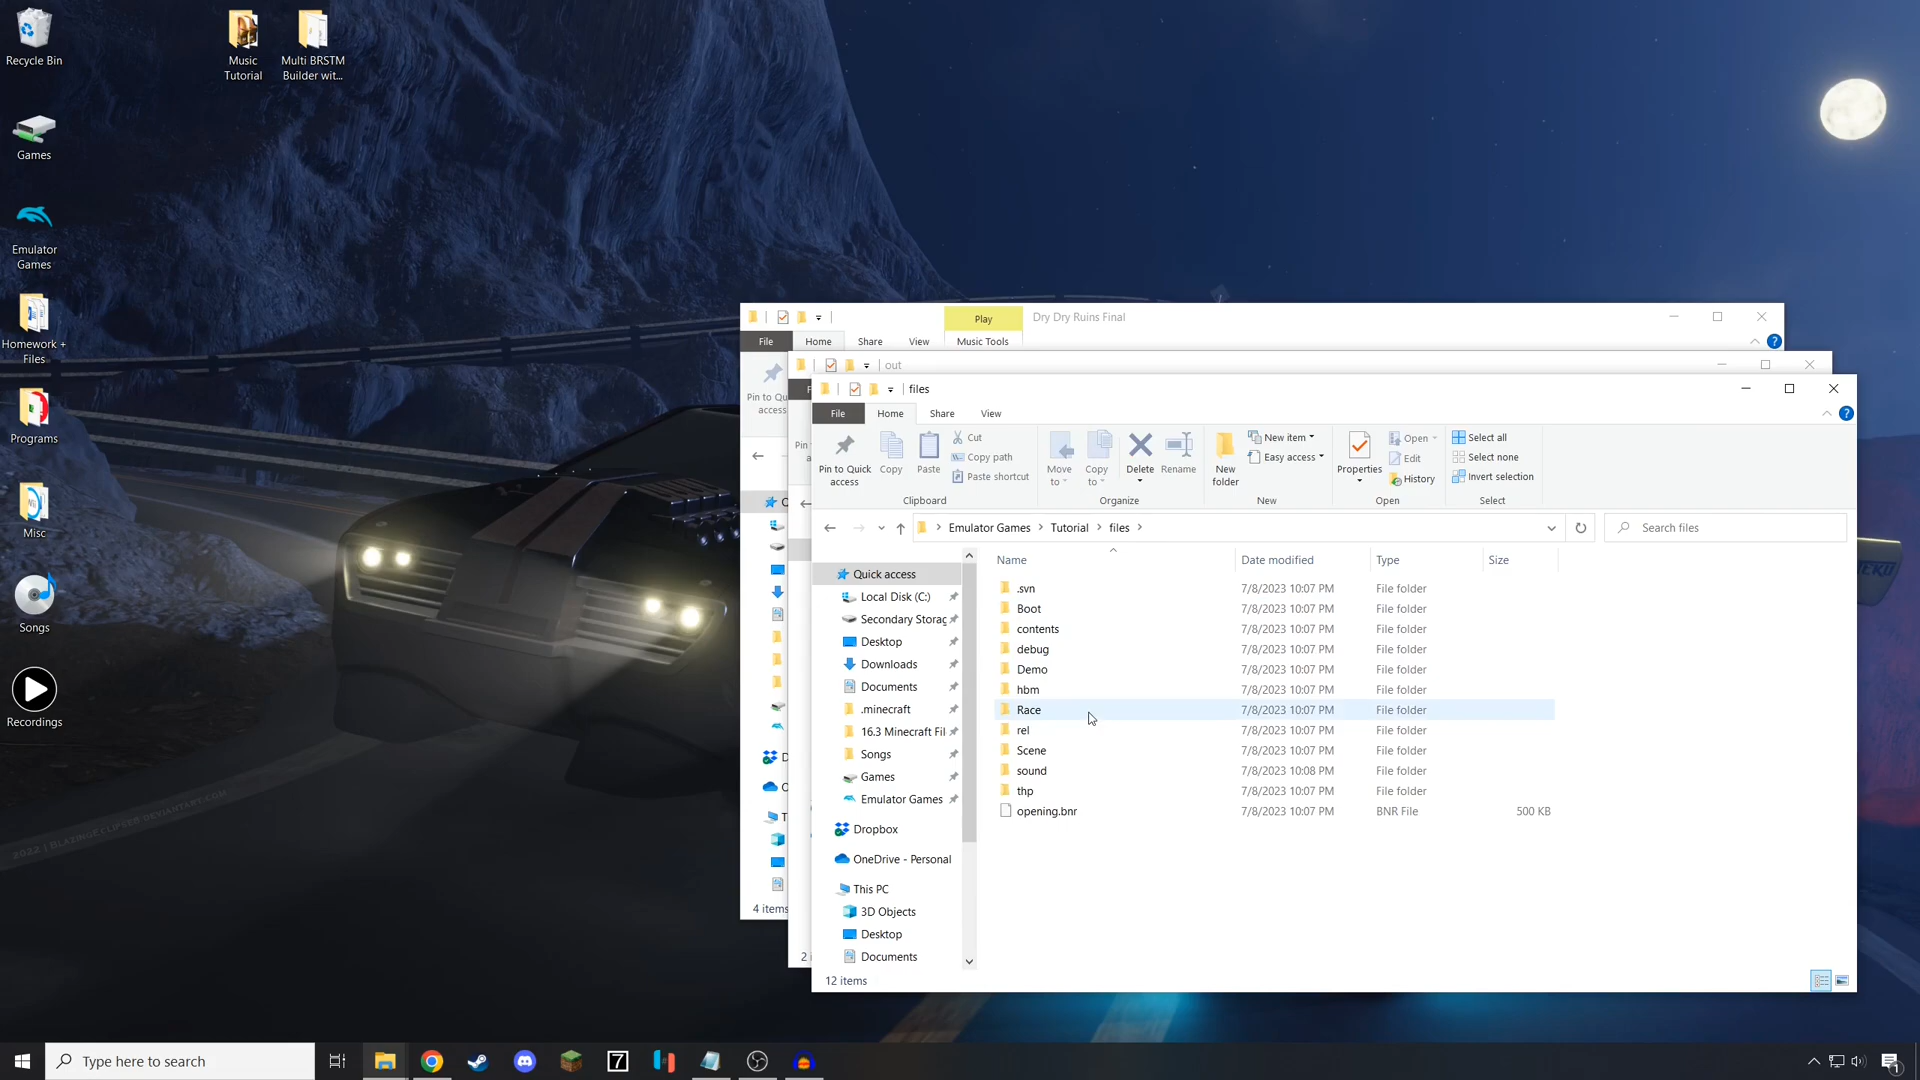 Recycle Bin
Music
Tutorial
Multi BRSTM
Builder wit...
Games
Emulator
Games
Homework +
Files
Programs
Misc
Songs
Recordings
2022 | BLAZINGECLIPSE8.DEVIANTART.COM
Play
Dry Dry Ruins Final
File
Home
Share
View
Music Tools
Pin to Quick
access
4 items
out
files
File
Home
Share
View
Pin to Quick
access
Copy
Paste
Cut
Copy path
Paste shortcut
Clipboard
Move
to
Copy
to
Delete
Rename
Organize
New
folder
New item
Easy access
New
Properties
Open
Edit
History
Open
Select all
Select none
Invert selection
Select
Emulator Games
Tutorial
files
Search files
Name
Date modified
Type
Size
Quick access
Local Disk (C:)
Secondary Storag
Desktop
Downloads
Documents
.minecraft
16.3 Minecraft Fil
Songs
Games
Emulator Games
Dropbox
OneDrive - Personal
This PC
3D Objects
Desktop
Documents
.svn 7/8/2023 10:07 PM File folder
Boot 7/8/2023 10:07 PM File folder
contents 7/8/2023 10:07 PM File folder
debug 7/8/2023 10:07 PM File folder
Demo 7/8/2023 10:07 PM File folder
hbm 7/8/2023 10:07 PM File folder
Race 7/8/2023 10:07 PM File folder
rel 7/8/2023 10:07 PM File folder
Scene 7/8/2023 10:07 PM File folder
sound 7/8/2023 10:08 PM File folder
thp 7/8/2023 10:07 PM File folder
opening.bnr 7/8/2023 10:07 PM BNR File 500 KB
12 items
Type here to search
7
1